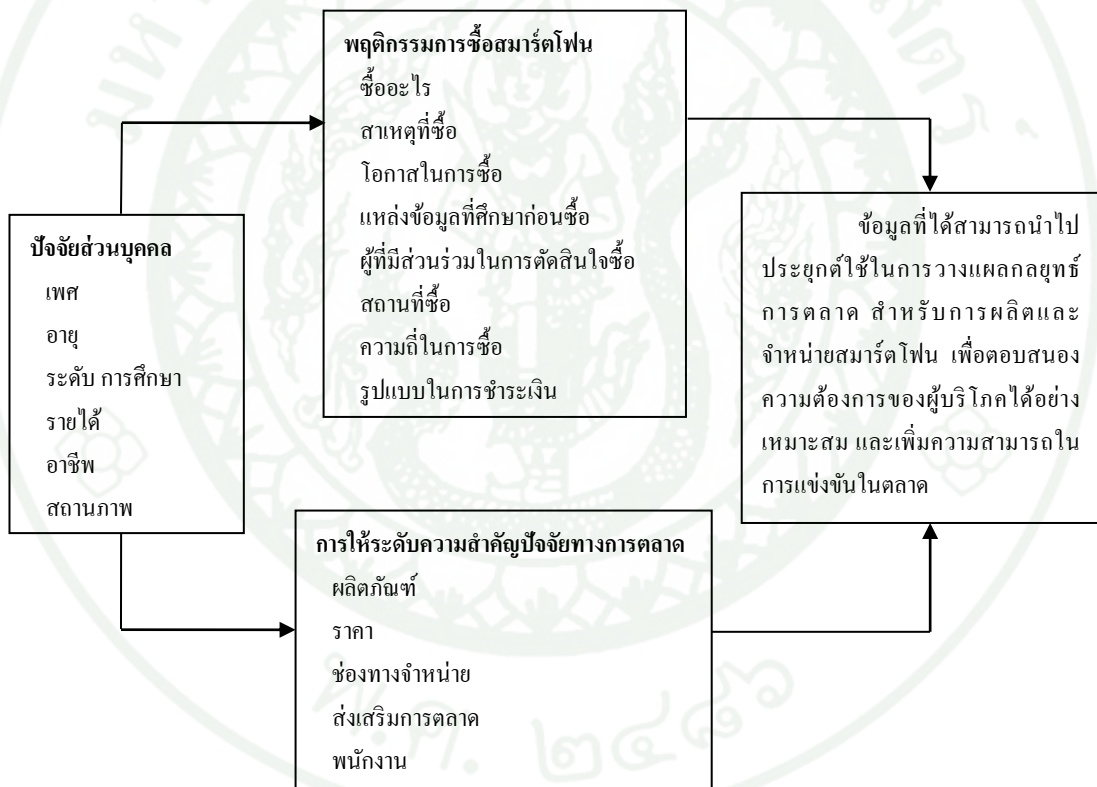 พฤติกรรมการซื้อสมาร์ตโฟน
ซื้ออะไร
สาเหตุที่ซื้อ
โอกาสในการซื้อ
แหล่งข้อมูลที่ศึกษาก่อนซื้อ
ผู้ที่มีส่วนร่วมในการตัดสินใจซื้อ
สถานที่ซื้อ
ความถี่ในการซื้อ
รูปแบบในการชำระเงิน
ปัจจัยส่วนบุคคล
เพศ
อายุ
ระดับ การศึกษา
รายได้
อาชีพ
สถานภาพ
ข้อมูลที่ได้สามารถนำไป
ประยุกต์ใช้ในการวางแผลกลยุทธ์
การตลาด สำหรับการผลิตและ
จำหน่ายสมาร์ตโฟน เพื่อตอบสนอง
ความต้องการของผู้บริโภคได้อย่าง
เหมาะสม และเพิ่มความสามารถใน
การแข่งขันในตลาด
การให้ระดับความสำคัญปัจจัยทางการตลาด
ผลิตภัณฑ์
ราคา
ช่องทางจำหน่าย
ส่งเสริมการตลาด
พนักงาน
พ.ศ. ๒๔๘๖